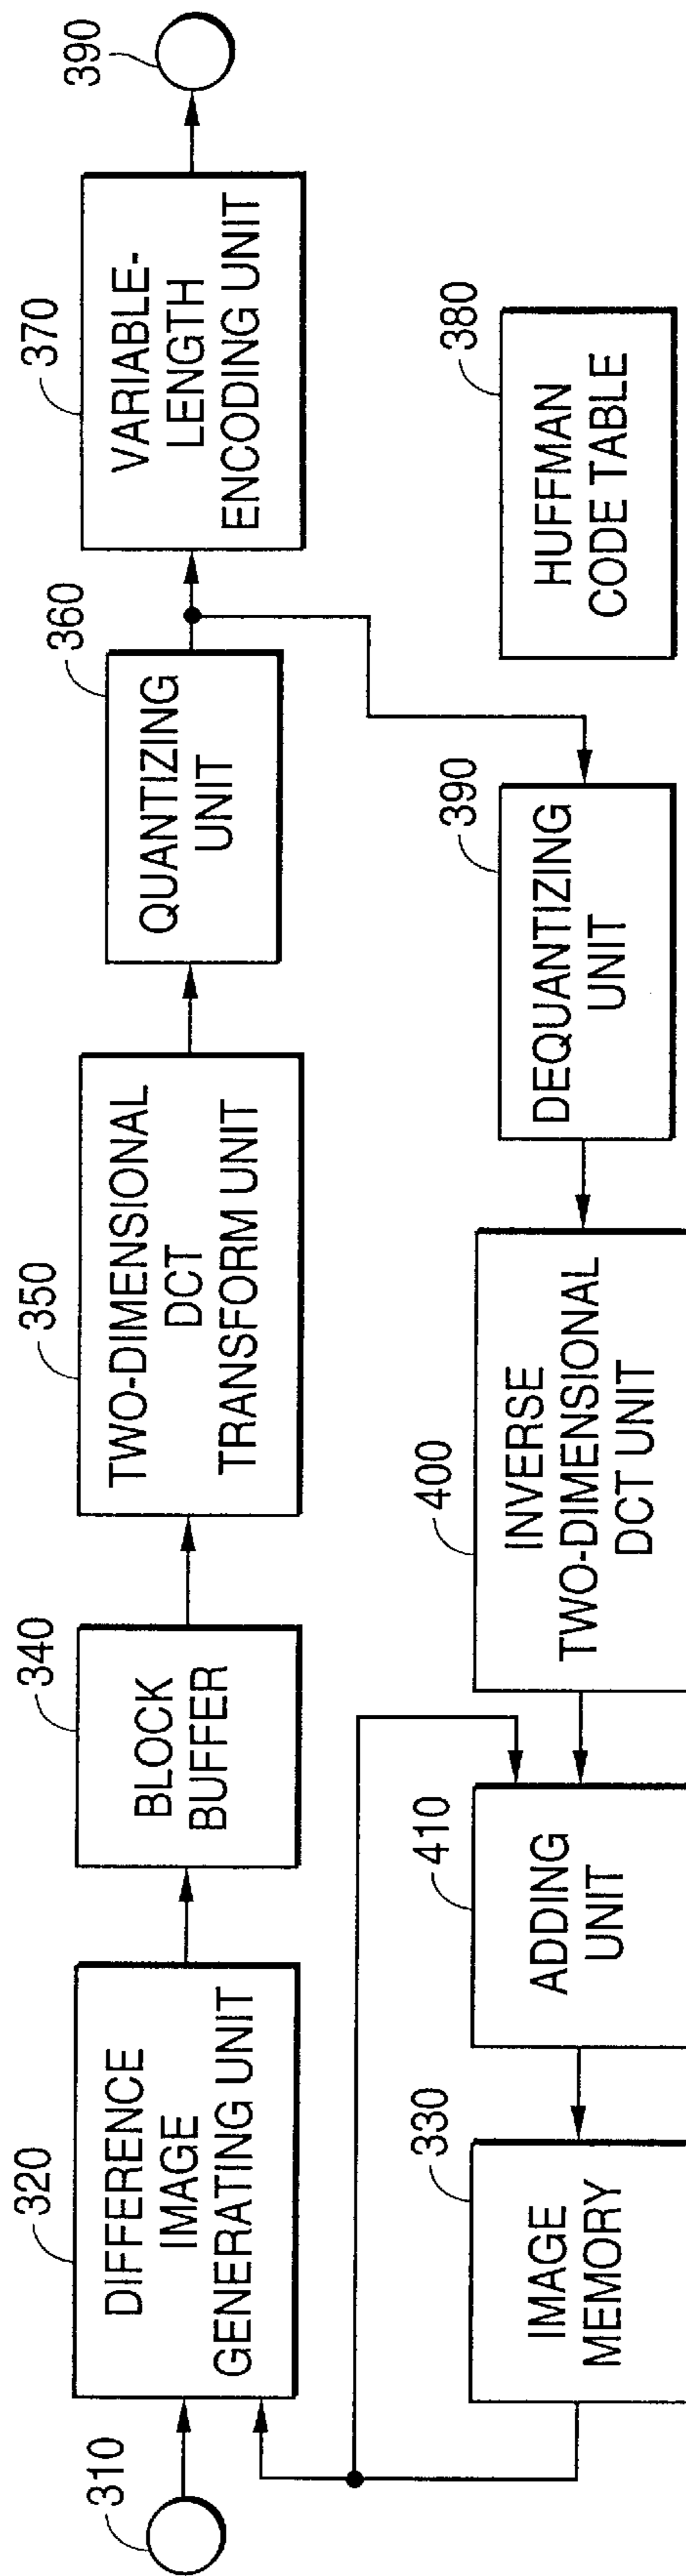 310
320
DIFFERENCE
IMAGE
GENERATING UNIT
340
BLOCK
BUFFER
350
TWO-DIMENSIONAL
DCT
TRANSFORM UNIT
360
QUANTIZING
UNIT
370
VARIABLE-
LENGTH
ENCODING UNIT
390
330
IMAGE
MEMORY
410
ADDING
UNIT
400
INVERSE
TWO-DIMENSIONAL
DCT UNIT
390
DEQUANTIZING
UNIT
380
HUFFMAN
CODE TABLE